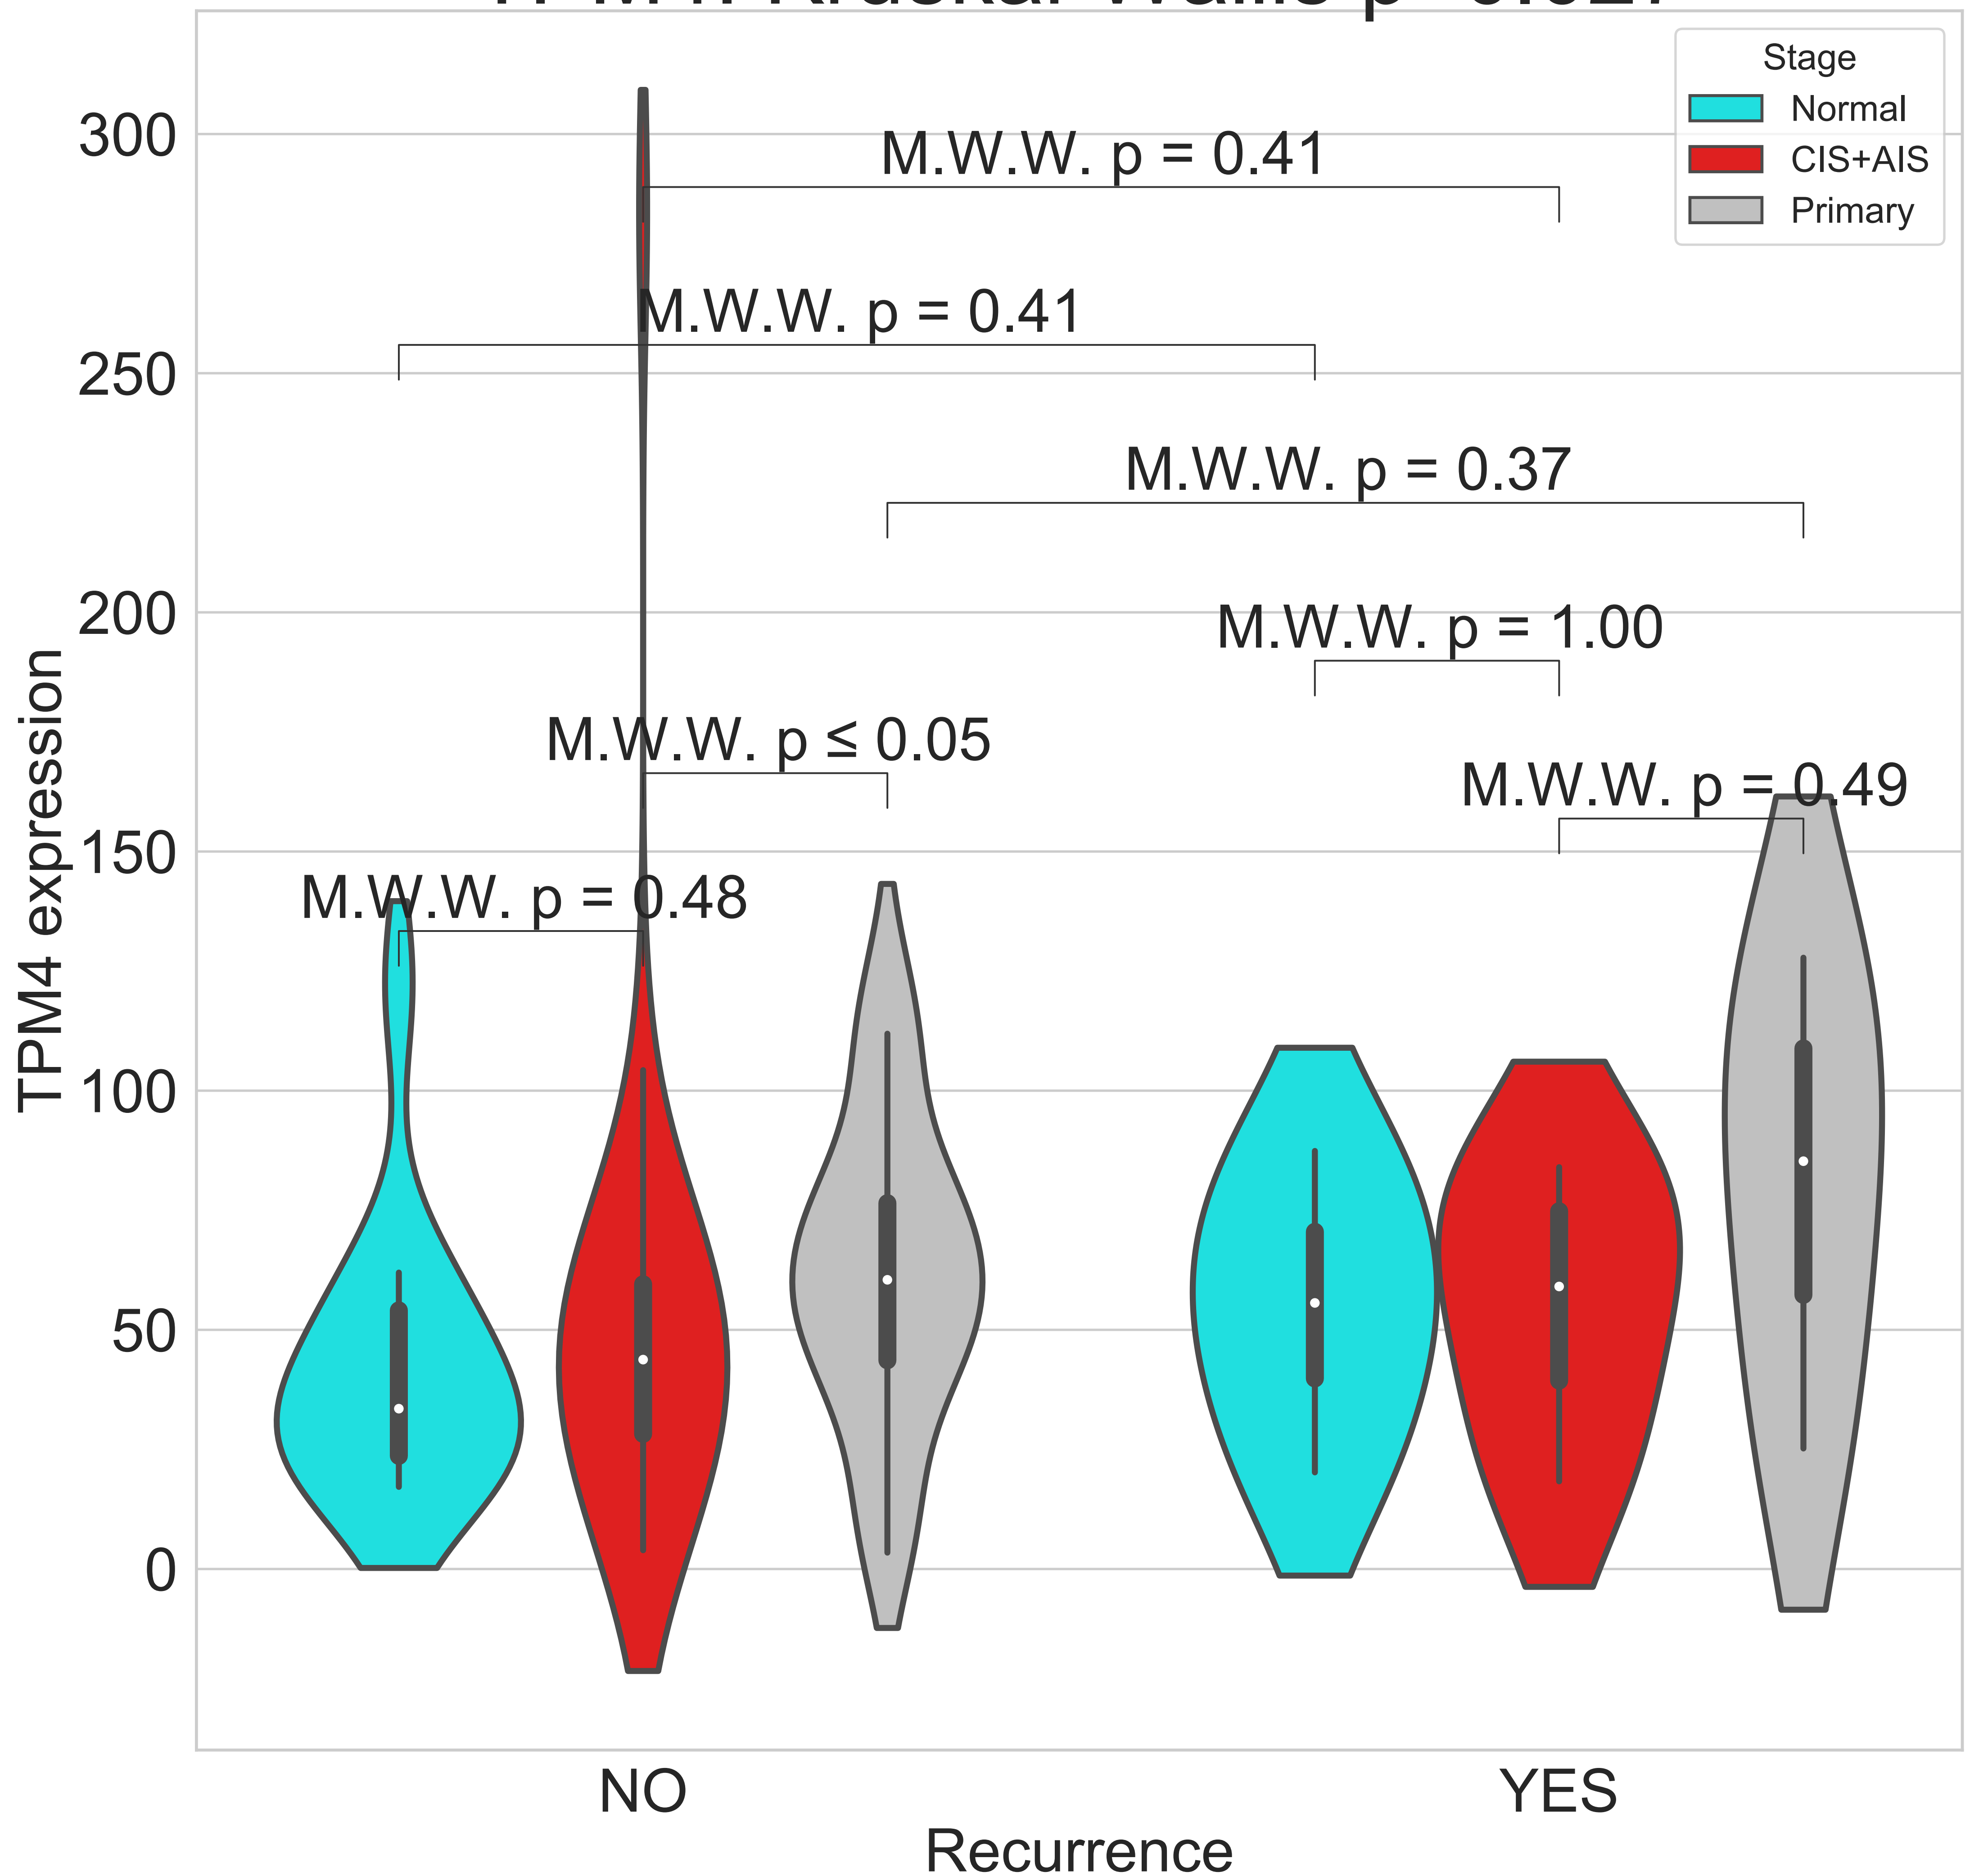 Stage
Normal
CIS+AIS
Primary
300
250
200
150
100
50
0
TPM4 expression
M.W.W. p = 0.41
M.W.W. p = 0.41
M.W.W. p = 0.37
M.W.W. p = 1.00
M.W.W. p ≤ 0.05
M.W.W. p = 0.49
M.W.W. p = 0.48
NO
YES
Recurrence